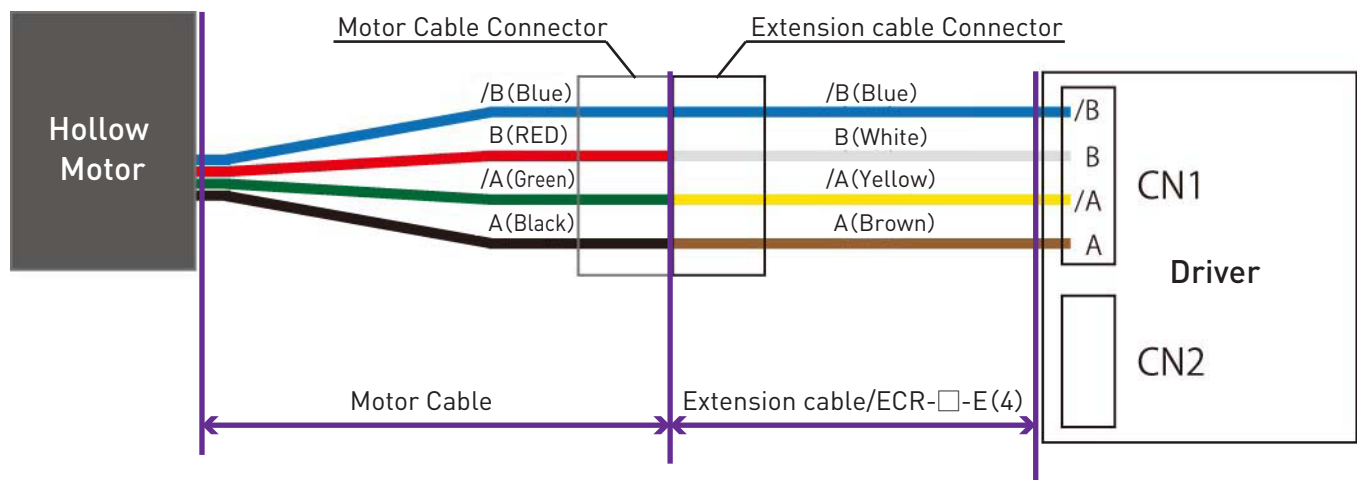 Motor Cable Connector
Extension cable Connector
Hollow
Motor
/B(Blue)
/B(Blue)
/B
B(RED)
B(White)
B
/A(Green)
/A(Yellow)
/A
A(Black)
A(Brown)
A
CN1
Driver
CN2
Motor Cable
Extension cable/ECR-□-E(4)